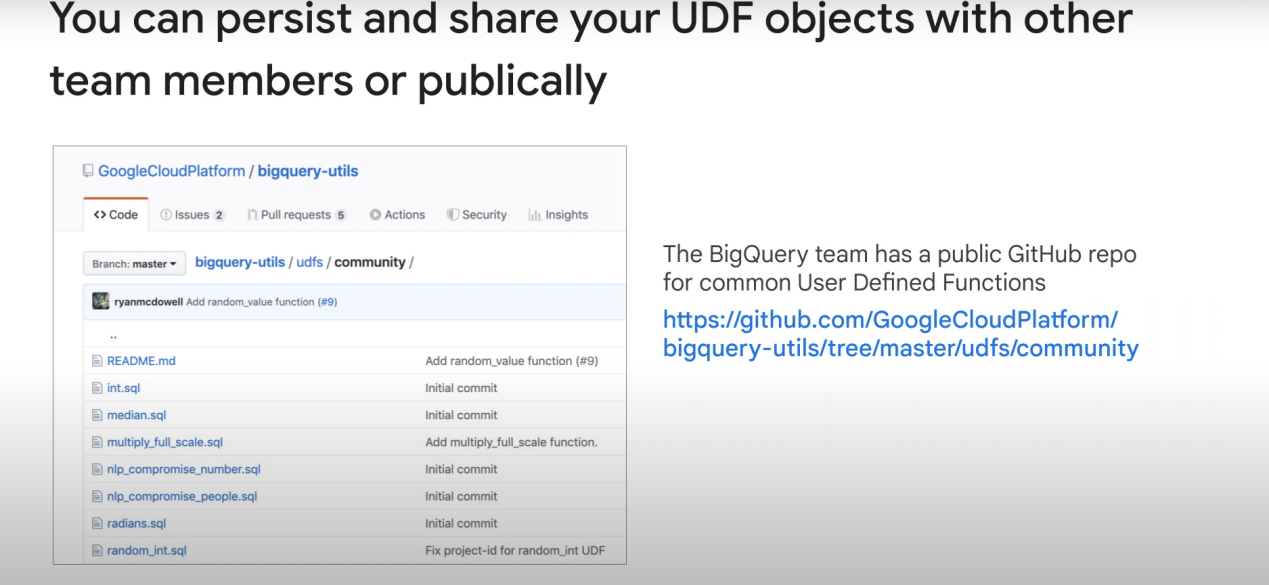 You can persist and share your UDF objects with other
team members or publically
GoogleCloudPlatform / bigquery-utils
<> Code Issues 2 Pull requests 5 Actions Security Insights
Branch: master bigquery-utils / udfs / community /
ryanmcdowell Add random_value function (#9)
..
README.md Add random_value function (#9)
int.sql Initial commit
median.sql Initial commit
multiply_full_scale.sql Add multiply_full_scale function.
nlp_compromise_number.sql Initial commit
nlp_compromise_people.sql Initial commit
radians.sql Initial commit
random_int.sql Fix project-id for random_int UDF
The BigQuery team has a public GitHub repo
for common User Defined Functions
https://github.com/GoogleCloudPlatform/
bigquery-utils/tree/master/udfs/community